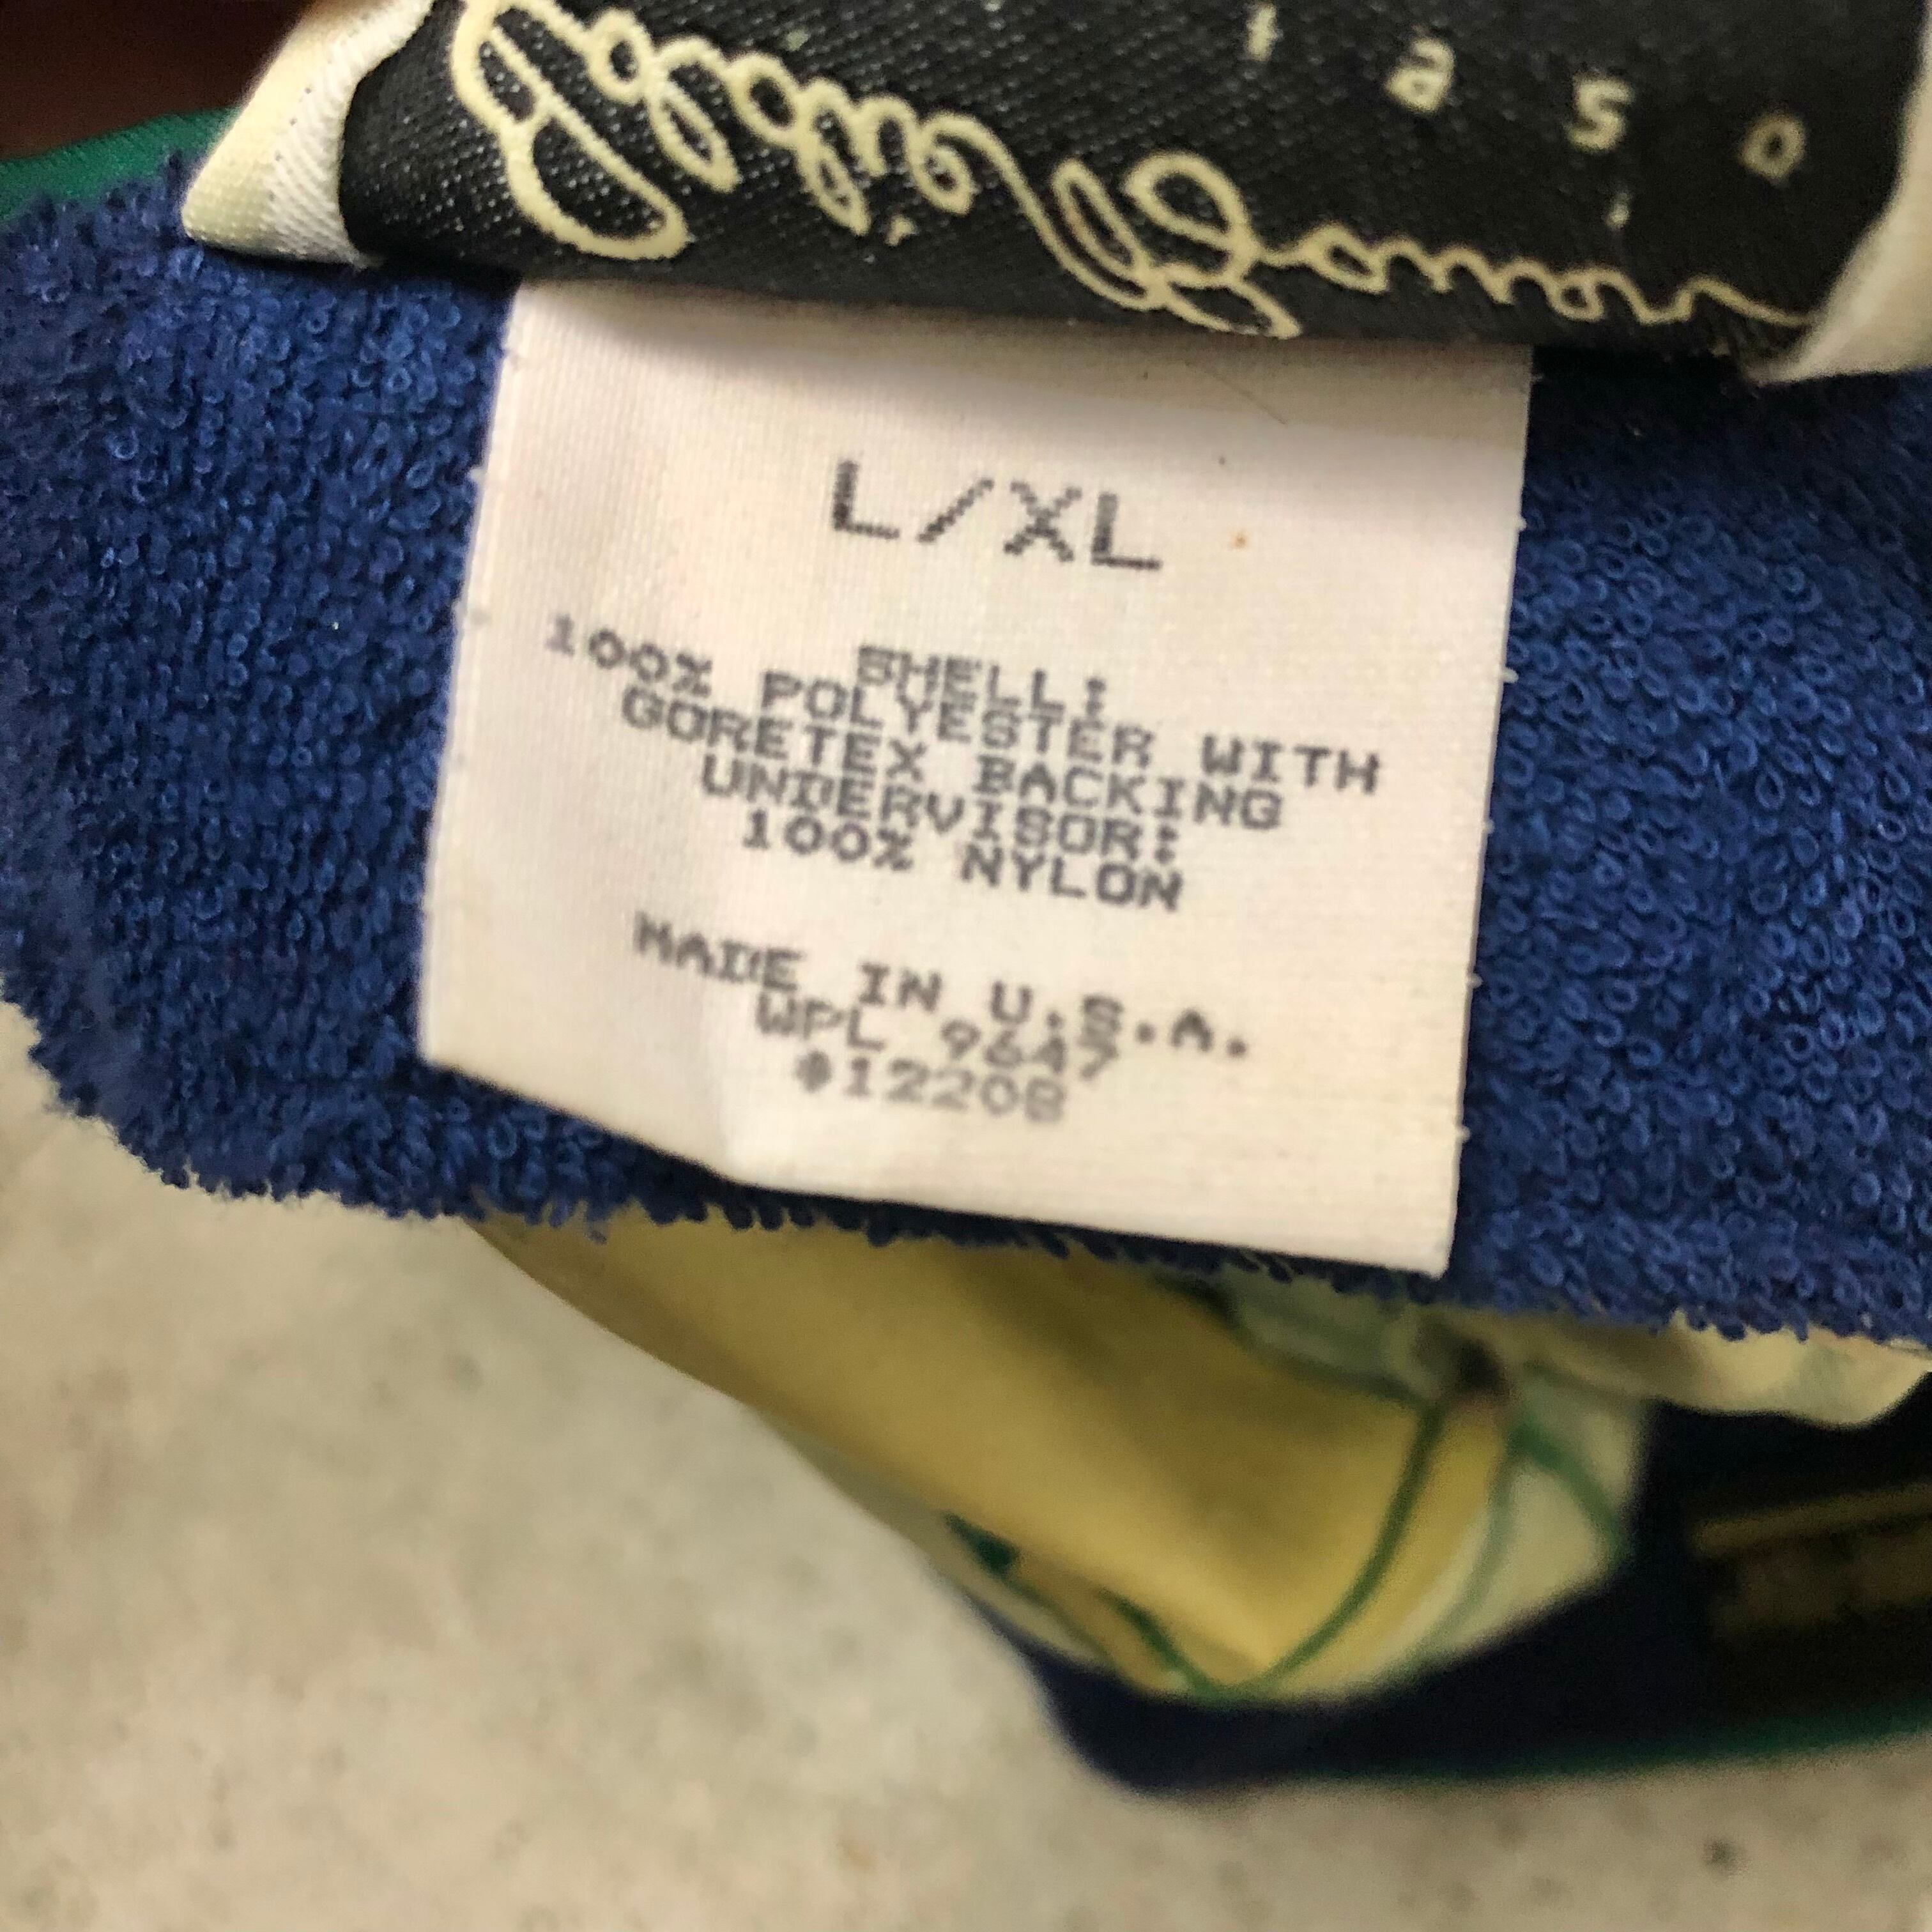 t a s o
L/XL
SHELL:
100% POLYESTER WITH
GORETEX BACKING
UNDERVISOR:
100% NYLON
MADE IN U.S.A.
WPL 9647
#12208